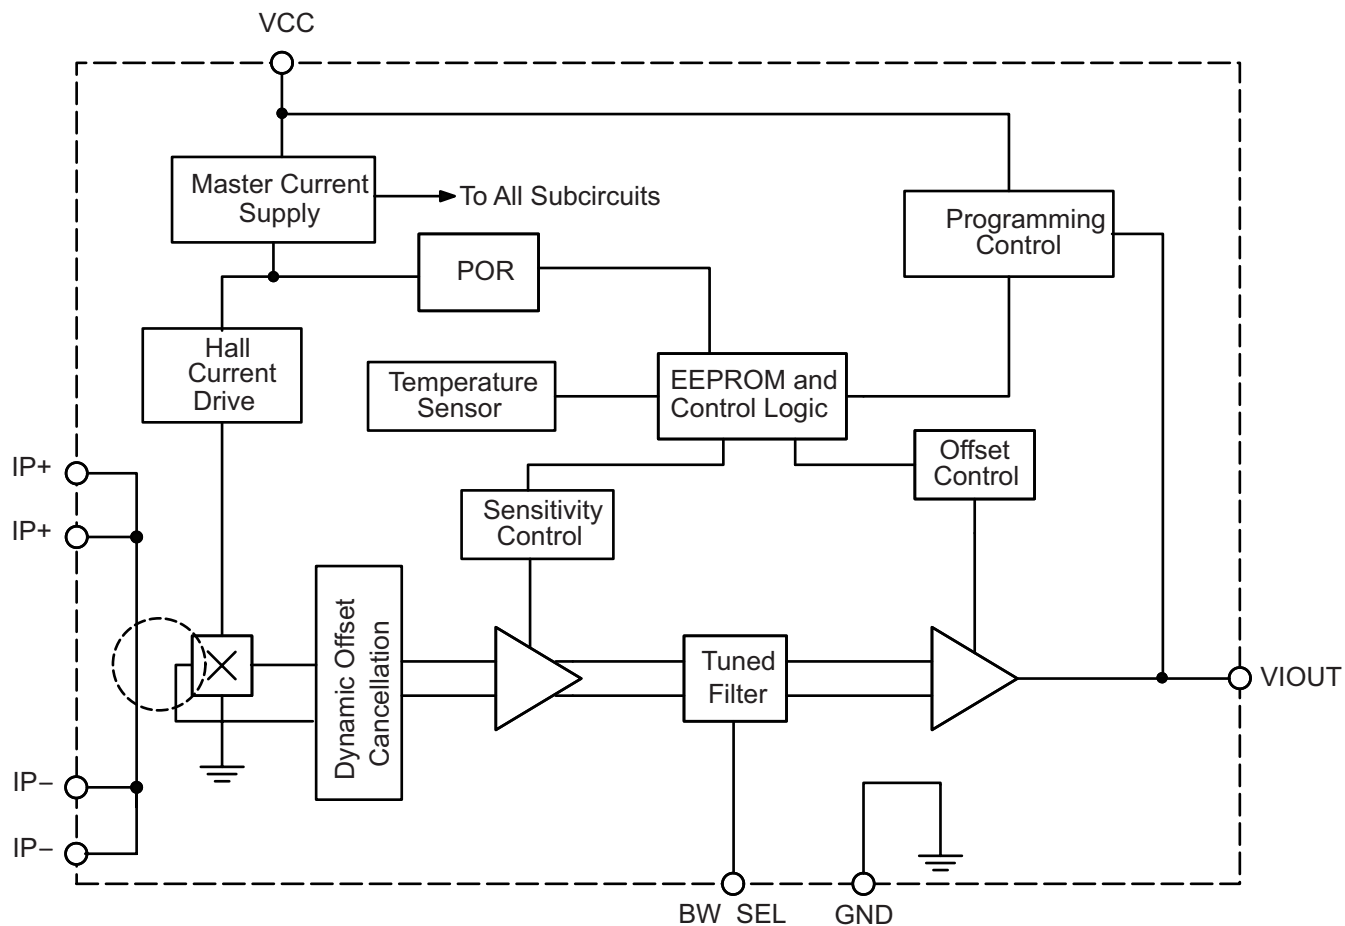 VCC
Master Current
Supply
To All Subcircuits
Programming
Control
POR
Hall
Current
Drive
Temperature
Sensor
EEPROM and
Control Logic
Offset
Control
IP+
Sensitivity
Control
IP+
Dynamic Offset
Cancellation
Tuned
Filter
VIOUT
IP−
IP−
BW SEL
GND